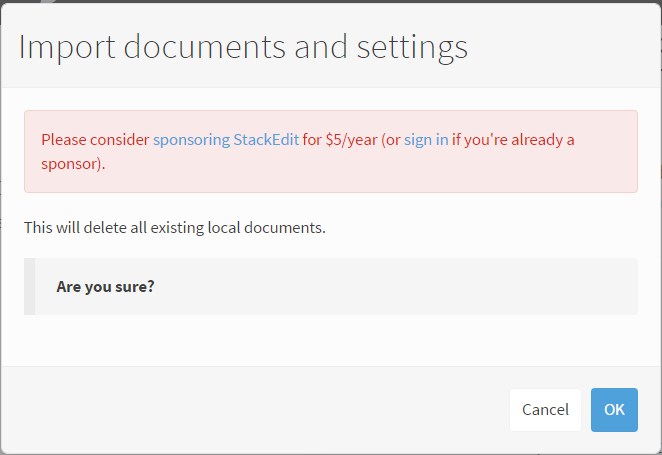 Import documents and settings
Please consider sponsoring StackEdit for $5/year (or sign in if you're already a
sponsor).
This will delete all existing local documents.
Are you sure?
Cancel
OK